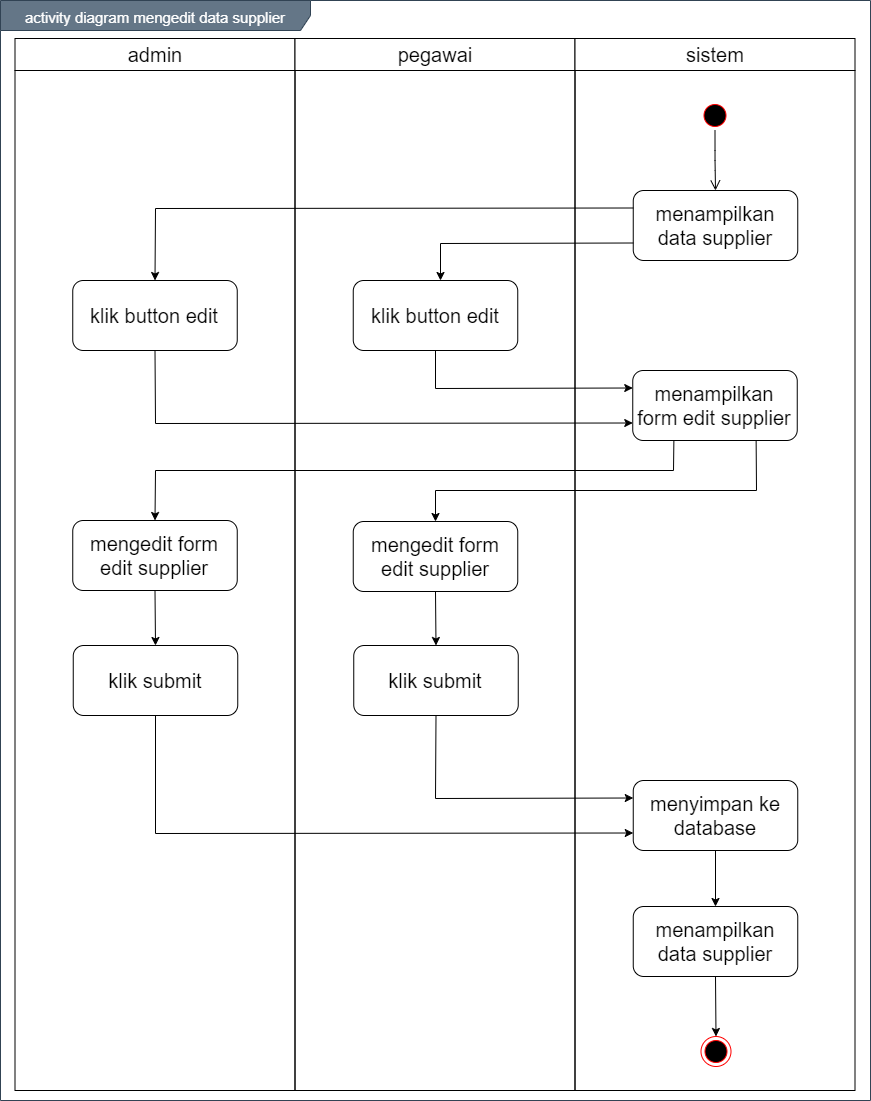 activity diagram mengedit data supplier
admin
pegawai
sistem
menampilkan
data supplier
klik button edit
klik button edit
menampilkan
form edit supplier
mengedit form
edit supplier
mengedit form
edit supplier
klik submit
klik submit
menyimpan ke
database
menampilkan
data supplier